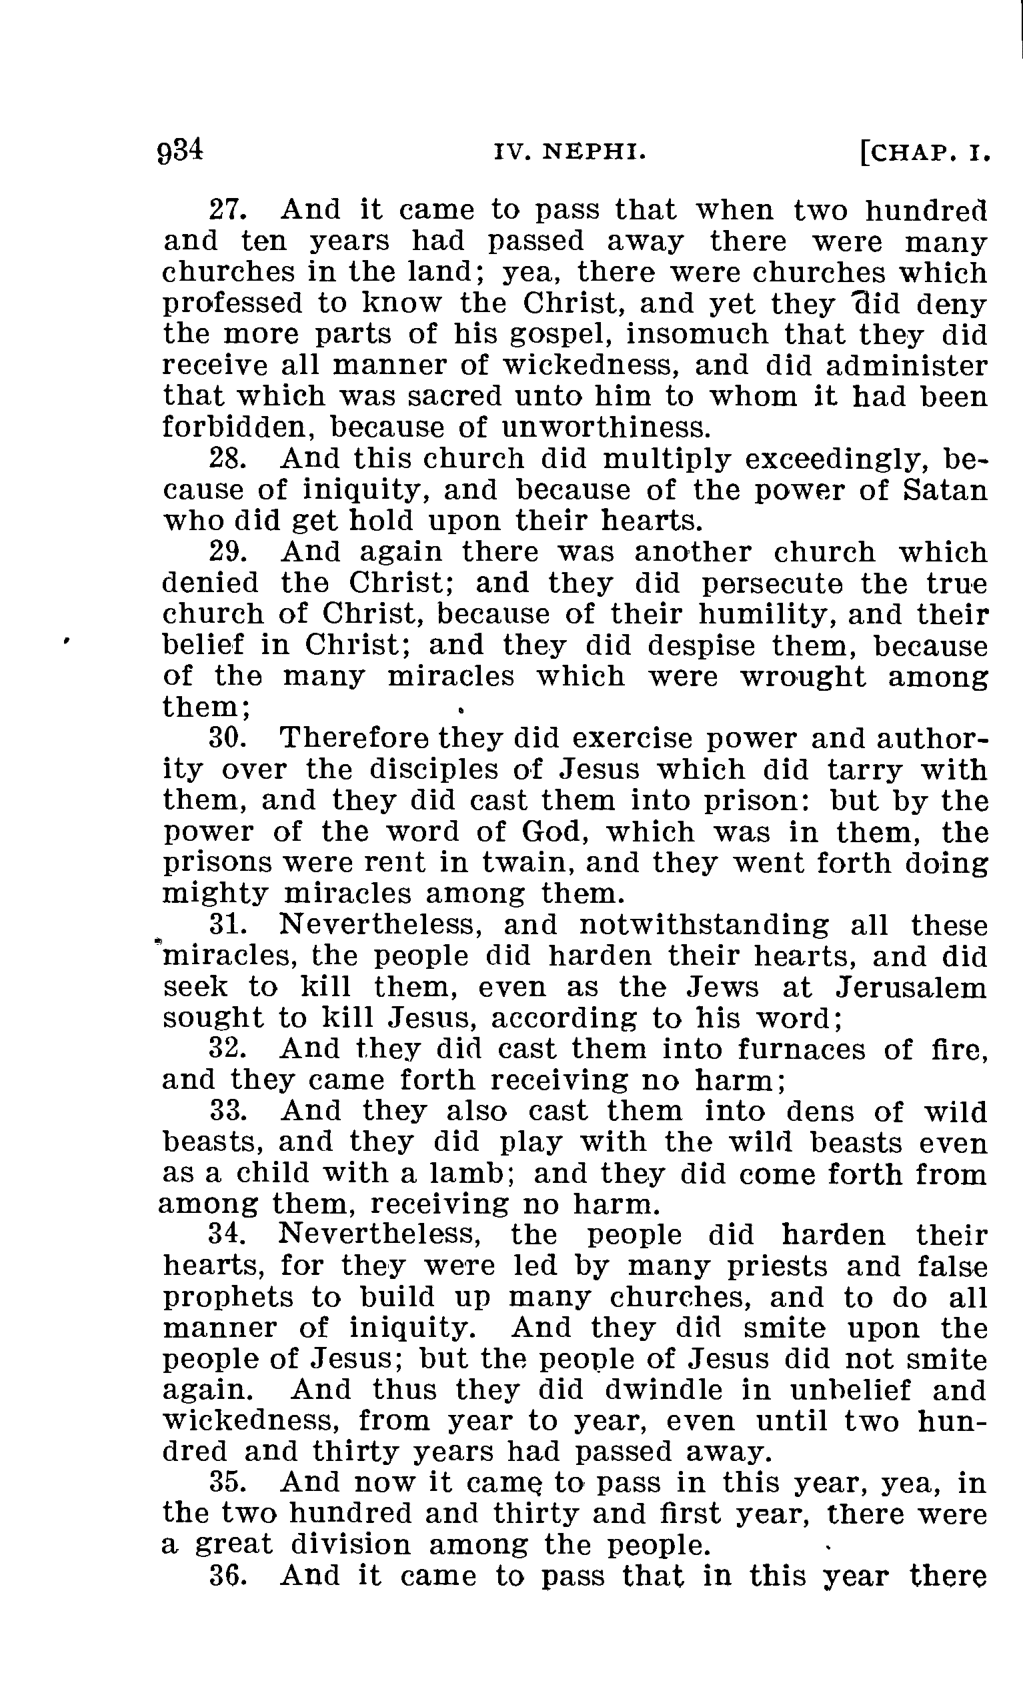 934 IV. NEPHI. [CHAP. I.
27. And it came to pass that when two hundred
and ten years had passed away there were many
churches in the land; yea, there were churches which
professed to know the Christ, and yet they did deny
the more parts of his gospel, insomuch that they did
receive all manner of wickedness, and did administer
that which was sacred unto him to whom it had been
forbidden, because of unworthiness.
28. And this church did multiply exceedingly, be-
cause of iniquity, and because of the power of Satan
who did get hold upon their hearts.
29. And again there was another church which
denied the Christ; and they did persecute the true
church of Christ, because of their humility, and their
belief in Christ; and they did despise them, because
of the many miracles which were wrought among
them;
30. Therefore they did exercise power and author-
ity over the disciples of Jesus which did tarry with
them, and they did cast them into prison: but by the
power of the word of God, which was in them, the
prisons were rent in twain, and they went forth doing
mighty miracles among them.
31. Nevertheless, and notwithstanding all these
miracles, the people did harden their hearts, and did
seek to kill them, even as the Jews at Jerusalem
sought to kill Jesus, according to his word;
32. And they did cast them into furnaces of fire,
and they came forth receiving no harm;
33. And they also cast them into dens of wild
beasts, and they did play with the wild beasts even
as a child with a lamb; and they did come forth from
among them, receiving no harm.
34. Nevertheless, the people did harden their
hearts, for they were led by many priests and false
prophets to build up many churches, and to do all
manner of iniquity. And they did smite upon the
people of Jesus; but the people of Jesus did not smite
again. And thus they did dwindle in unbelief and
wickedness, from year to year, even until two hun-
dred and thirty years had passed away.
35. And now it came to pass in this year, yea, in
the two hundred and thirty and first year, there were
a great division among the people.
36. And it came to pass that in this year there